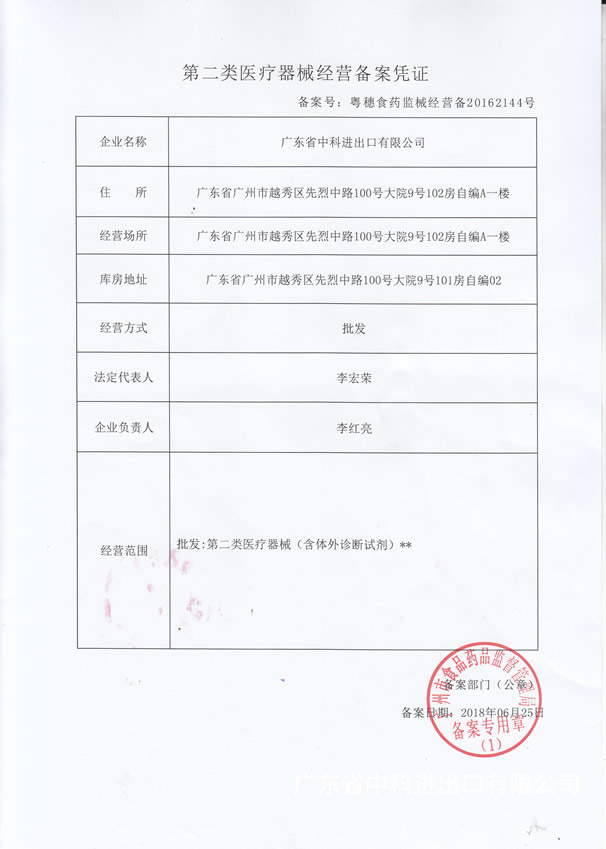 第二类医疗器械经营备案凭证
备案号：粤穗食药监械经营备20162144号
企业名称 广东省中科进出口有限公司
住 所 广东省广州市越秀区先烈中路100号大院9号102房自编A一楼
经营场所 广东省广州市越秀区先烈中路100号大院9号102房自编A一楼
库房地址 广东省广州市越秀区先烈中路100号大院9号101房自编02
经营方式 批发
法定代表人 李宏荣
企业负责人 李红亮
经营范围 批发:第二类医疗器械（含体外诊断试剂）**
州市食品药品监督管理局
备案部门（公章）
备案日期：2018年06月25日
备案专用章
(1)
广东省中科进出口有限公司